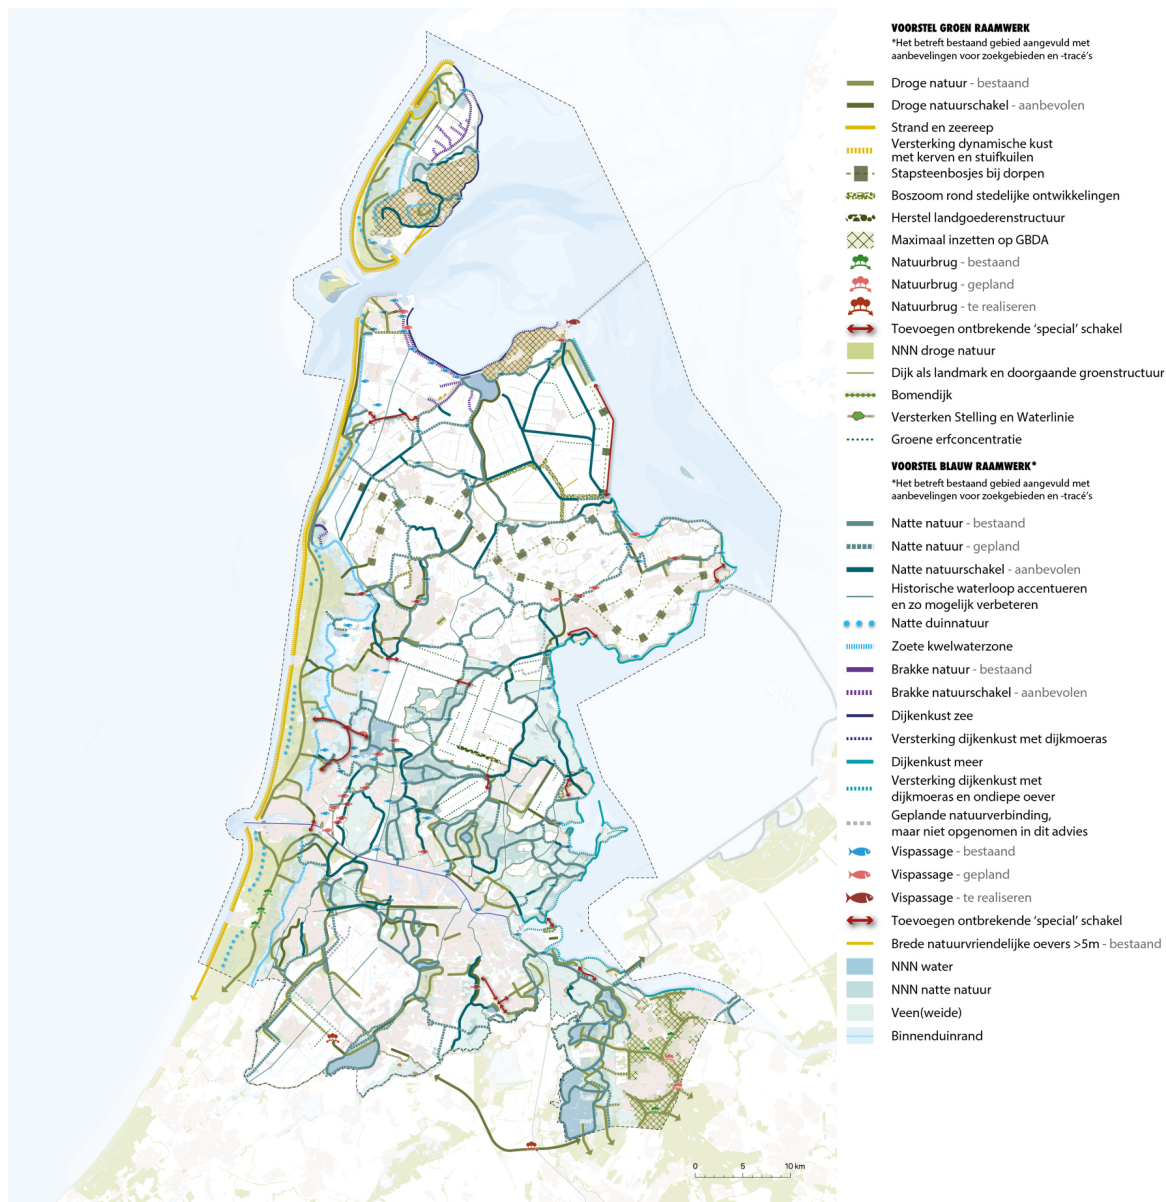 VOORSTEL GROEN RAAMWERK
*Het betreft bestaand gebied aangevuld met
aanbevelingen voor zoekgebieden en -tracé's
Droge natuur - bestaand
Droge natuurschakel - aanbevolen
Strand en zeereep
Versterking dynamische kust
met kerven en stuifkuilen
Stapsteenbosjes bij dorpen
Boszoom rond stedelijke ontwikkelingen
Herstel landgoederenstructuur
Maximaal inzetten op GBDA
Natuurbrug - bestaand
Natuurbrug - gepland
Natuurbrug - te realiseren
Toevoegen ontbrekende 'special' schakel
NNN droge natuur
Dijk als landmark en doorgaande groenstructuur
Bomendijk
Versterken Stelling en Waterlinie
Groene erfconcentratie
VOORSTEL BLAUW RAAMWERK*
*Het betreft bestaand gebied aangevuld met
aanbevelingen voor zoekgebieden en -tracé's
Natte natuur - bestaand
Natte natuur - gepland
Natte natuurschakel - aanbevolen
Historische waterloop accentueren
en zo mogelijk verbeteren
Natte duinnatuur
Zoete kwelwaterzone
Brakke natuur - bestaand
Brakke natuurschakel - aanbevolen
Dijkenkust zee
Versterking dijkenkust met dijkmoeras
Dijkenkust meer
Versterking dijkenkust met
dijkmoeras en ondiepe oever
Geplande natuurverbinding,
maar niet opgenomen in dit advies
Vispassage - bestaand
Vispassage - gepland
Vispassage - te realiseren
Toevoegen ontbrekende 'special' schakel
Brede natuurvriendelijke oevers >5m - bestaand
NNN water
NNN natte natuur
Veen(weide)
Binnenduinrand
0 5 10 km